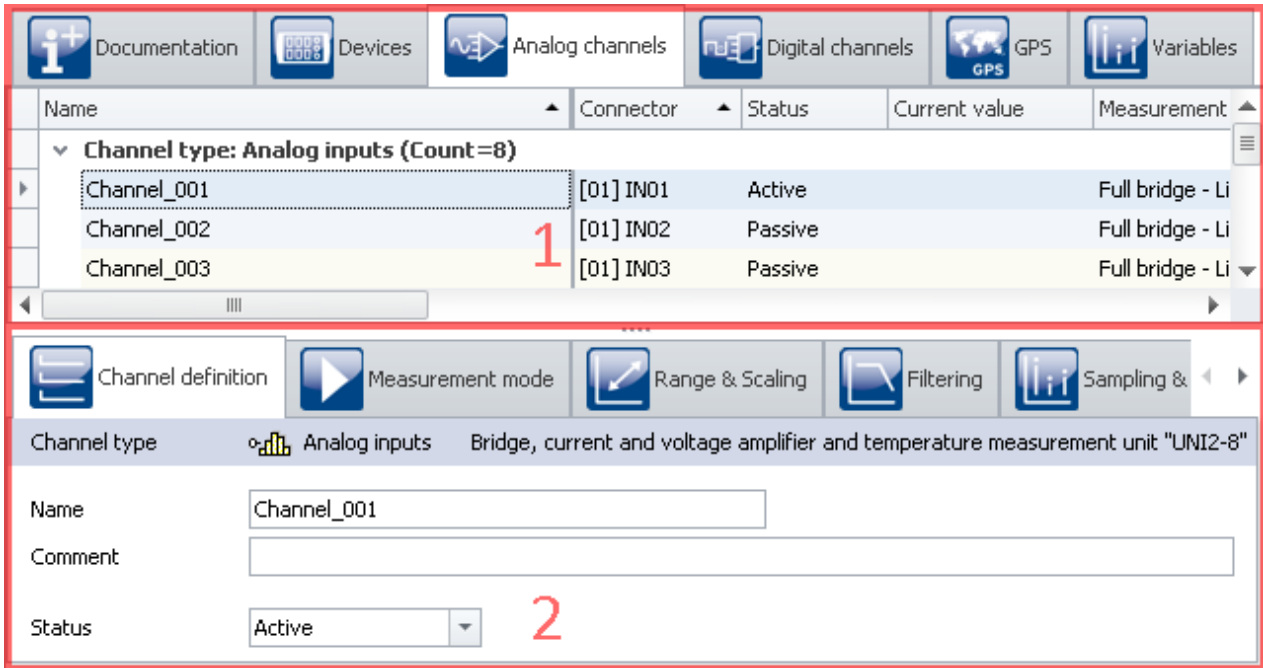 Documentation Devices Analog channels Digital channels GPS GPS Variables
Name Connector Status Current value Measurement
Channel type: Analog inputs (Count=8)
Channel_001 [01] IN01 Active Full bridge - Li
Channel_002 [01] IN02 Passive Full bridge - Li
1
Channel_003 [01] IN03 Passive Full bridge - Li
Channel definition Measurement mode Range & Scaling Filtering Sampling &
Channel type Analog inputs Bridge, current and voltage amplifier and temperature measurement unit "UNI2-8"
Name Channel_001
Comment
Status Active 2